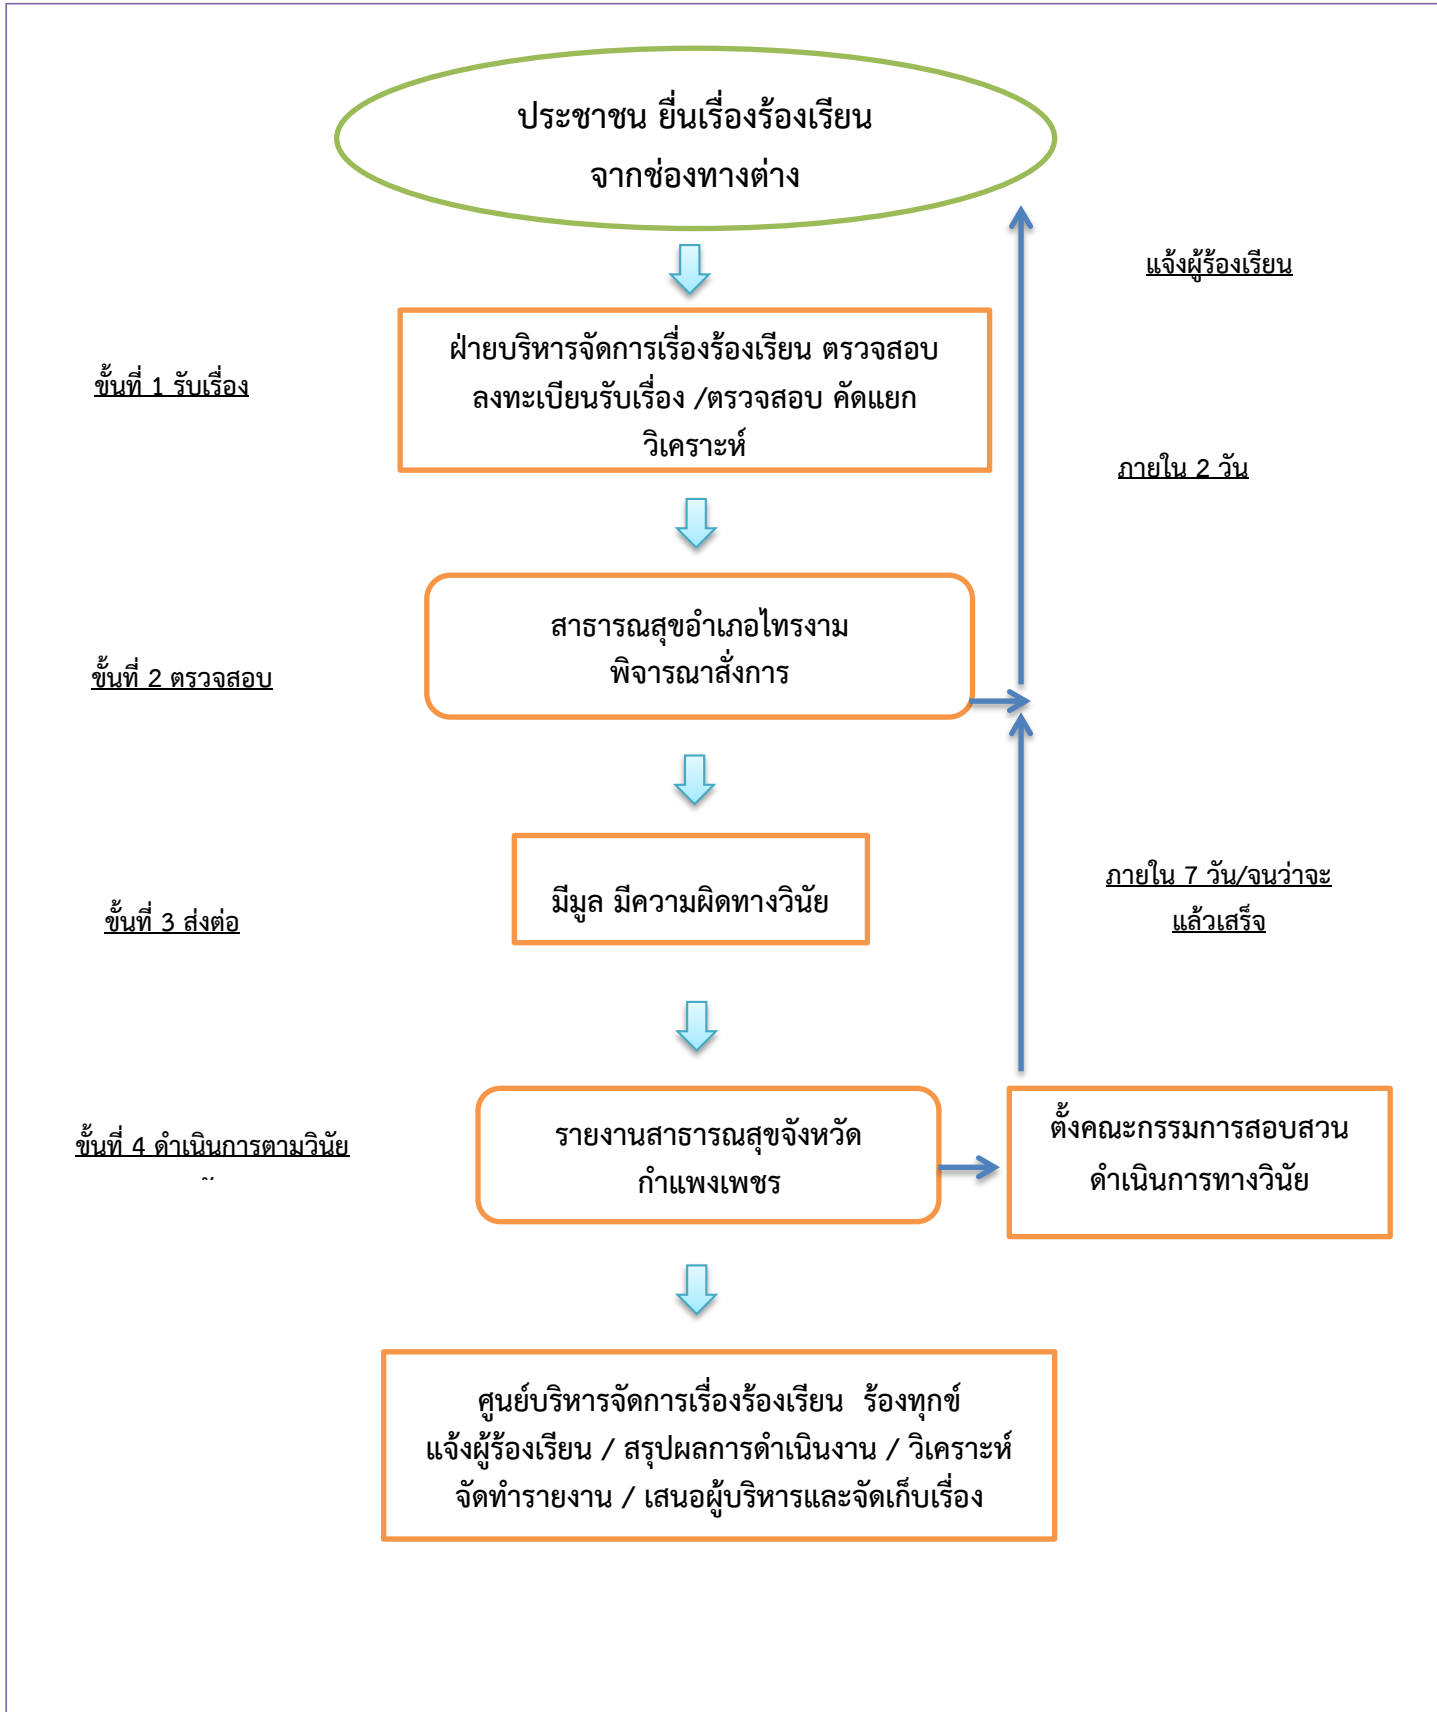 ประชาชน ยื่นเรื่องร้องเรียน
จากช่องทางต่าง
แจ้งผู้ร้องเรียน
ฝ่ายบริหารจัดการเรื่องร้องเรียน ตรวจสอบ
ลงทะเบียนรับเรื่อง /ตรวจสอบ คัดแยก
วิเคราะห์
ขั้นที่ 1 รับเรื่อง
ภายใน 2 วัน
สาธารณสุขอำเภอไทรงาม
พิจารณาสั่งการ
ขั้นที่ 2 ตรวจสอบ
มีมูล มีความผิดทางวินัย
ขั้นที่ 3 ส่งต่อ
ภายใน 7 วัน/จนว่าจะ
แล้วเสร็จ
ขั้นที่ 4 ดำเนินการตามวินัย
รายงานสาธารณสุขจังหวัด
กำแพงเพชร
ตั้งคณะกรรมการสอบสวน
ดำเนินการทางวินัย
ศูนย์บริหารจัดการเรื่องร้องเรียน  ร้องทุกข์
แจ้งผู้ร้องเรียน / สรุปผลการดำเนินงาน / วิเคราะห์
จัดทำรายงาน / เสนอผู้บริหารและจัดเก็บเรื่อง